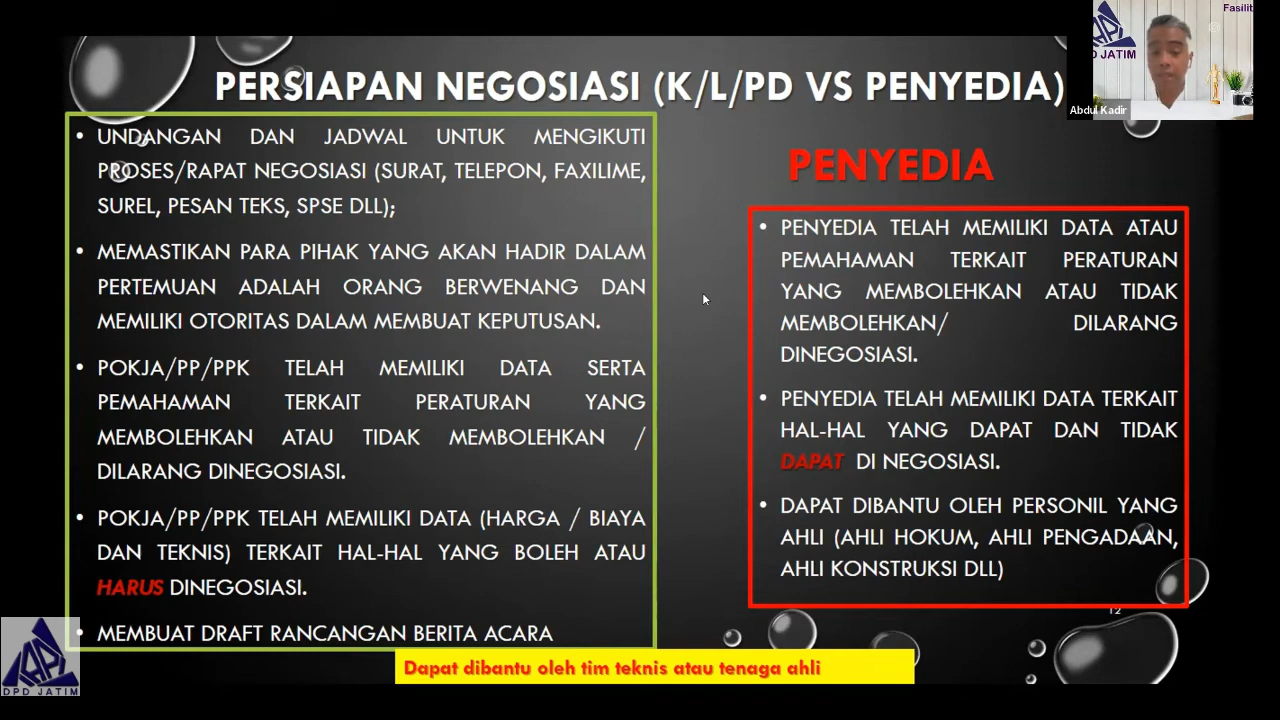 PERSIAPAN NEGOSIASI (K/L/PD VS PENYEDIA)
• UNDANGAN DAN JADWAL UNTUK MENGIKUTI
PROSES/RAPAT NEGOSIASI (SURAT, TELEPON, FAXILIME,
SUREL, PESAN TEKS, SPSE DLL);
• MEMASTIKAN PARA PIHAK YANG AKAN HADIR DALAM
PERTEMUAN ADALAH ORANG BERWENANG DAN
MEMILIKI OTORITAS DALAM MEMBUAT KEPUTUSAN.
• POKJA/PP/PPK TELAH MEMILIKI DATA SERTA
PEMAHAMAN TERKAIT PERATURAN YANG
MEMBOLEHKAN ATAU TIDAK MEMBOLEHKAN /
DILARANG DINEGOSIASI.
• POKJA/PP/PPK TELAH MEMILIKI DATA (HARGA / BIAYA
DAN TEKNIS) TERKAIT HAL-HAL YANG BOLEH ATAU
HARUS DINEGOSIASI.
• MEMBUAT DRAFT RANCANGAN BERITA ACARA
PENYEDIA
• PENYEDIA TELAH MEMILIKI DATA ATAU
PEMAHAMAN TERKAIT PERATURAN
YANG MEMBOLEHKAN ATAU TIDAK
MEMBOLEHKAN/ DILARANG
DINEGOSIASI.
• PENYEDIA TELAH MEMILIKI DATA TERKAIT
HAL-HAL YANG DAPAT DAN TIDAK
DAPAT DI NEGOSIASI.
• DAPAT DIBANTU OLEH PERSONIL YANG
AHLI (AHLI HOKUM, AHLI PENGADAAN,
AHLI KONSTRUKSI DLL)
12
Dapat dibantu oleh tim teknis atau tenaga ahli
DPD JATIM
Fasilit
PD JATIM
Abdul Kadir